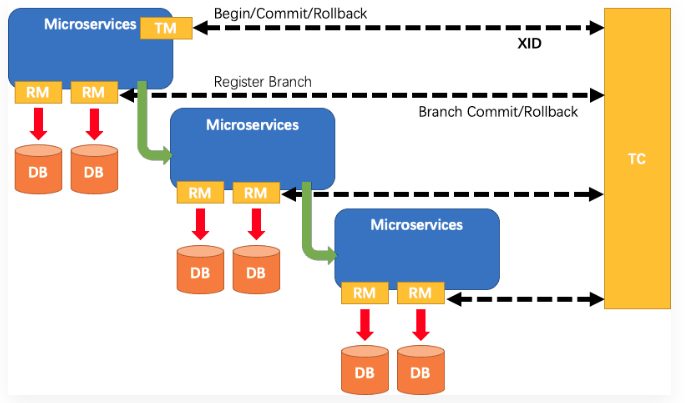 Begin/Commit/Rollback
Microservices
TM
XID
Register Branch
RM
RM
Branch Commit/Rollback
Microservices
TC
DB
DB
RM
RM
Microservices
DB
DB
RM
RM
DB
DB